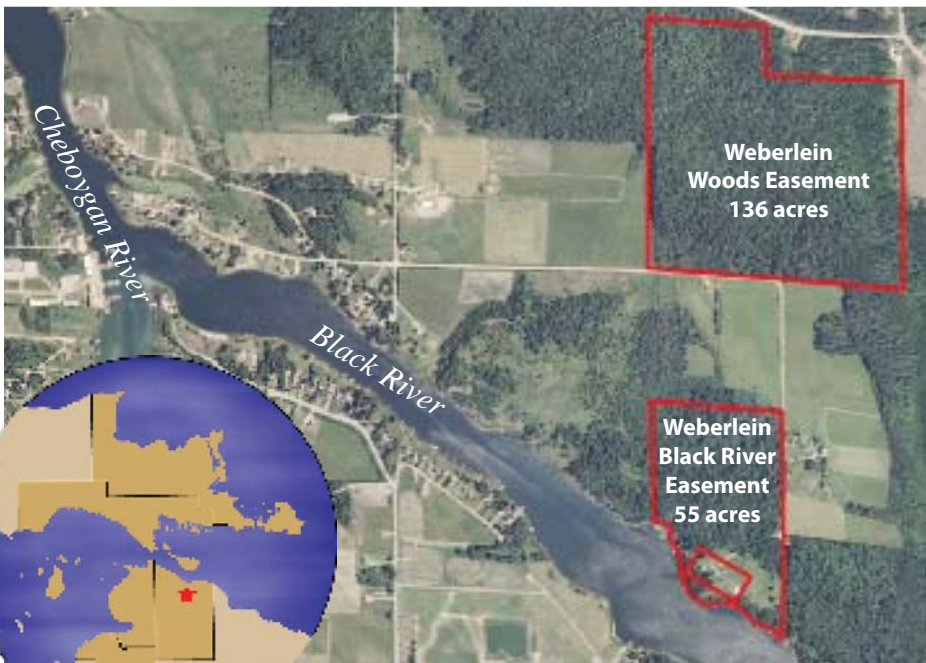 Cheboygan River
Black River
Weberlein
Woods Easement
136 acres
Weberlein
Black River
Easement
55 acres